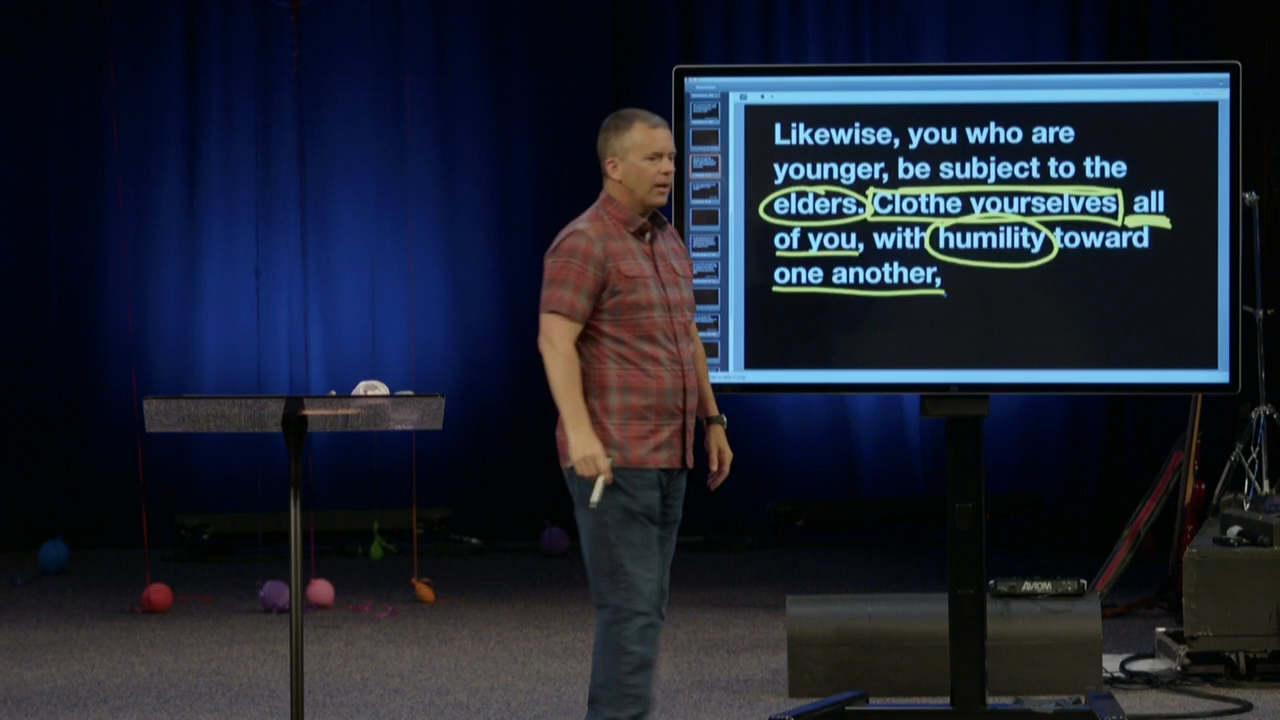 Likewise, you who are
younger, be subject to the
elders. Clothe yourselves, all
of you, with humility toward
one another,
AVIOM